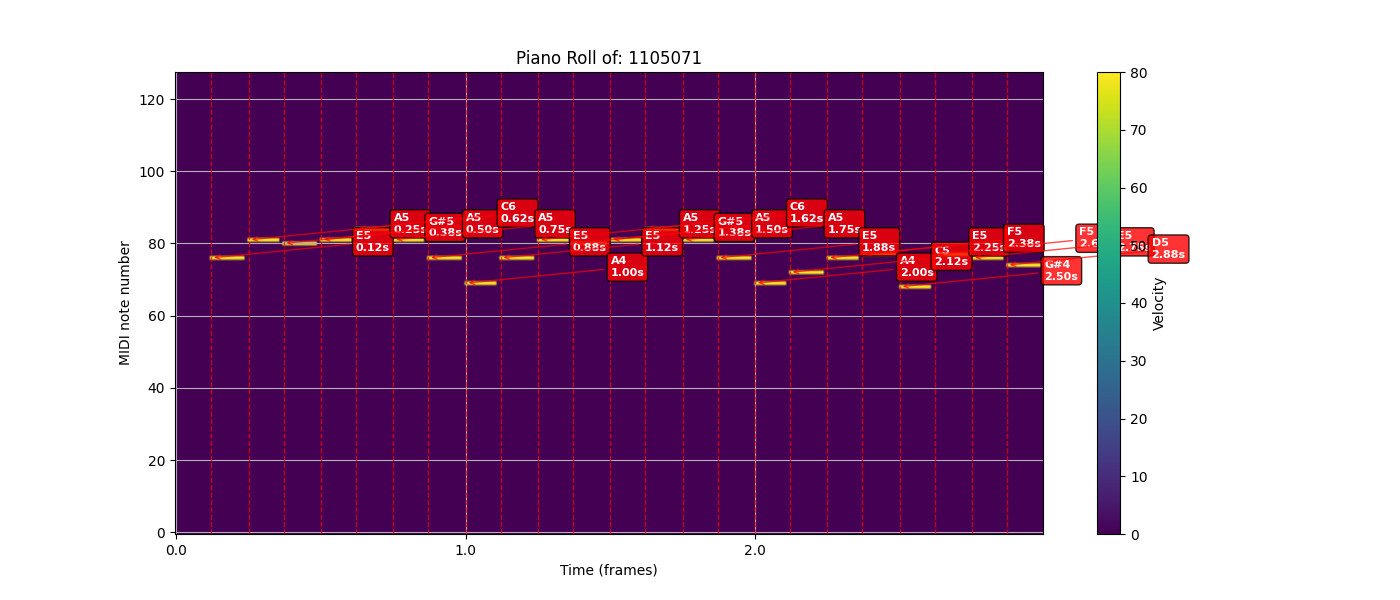 Piano Roll of: 1105071
MIDI note number
120
100
80
60
40
20
0
0.0
1.0
2.0
Time (frames)
E5
0.12s
A5
0.25s
G#5
0.38s
A5
0.50s
C6
0.62s
A5
0.75s
E5
0.88s
A4
1.00s
E5
1.12s
A5
1.25s
G#5
1.38s
A5
1.50s
C6
1.62s
A5
1.75s
E5
1.88s
A4
2.00s
C5
2.12s
E5
2.25s
F5
2.38s
G#4
2.50s
F5
E5
D5
2.88s
80
70
60
50
40
30
20
10
0
Velocity